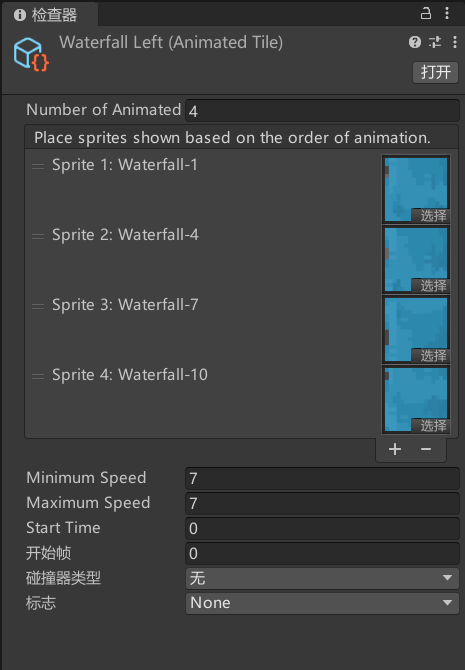 检查器
Waterfall Left (Animated Tile)
打开
Number of Animated 4
Place sprites shown based on the order of animation.
Sprite 1: Waterfall-1
选择
Sprite 2: Waterfall-4
选择
Sprite 3: Waterfall-7
选择
Sprite 4: Waterfall-10
选择
Minimum Speed 7
Maximum Speed 7
Start Time 0
开始帧 0
碰撞器类型 无
标志 None